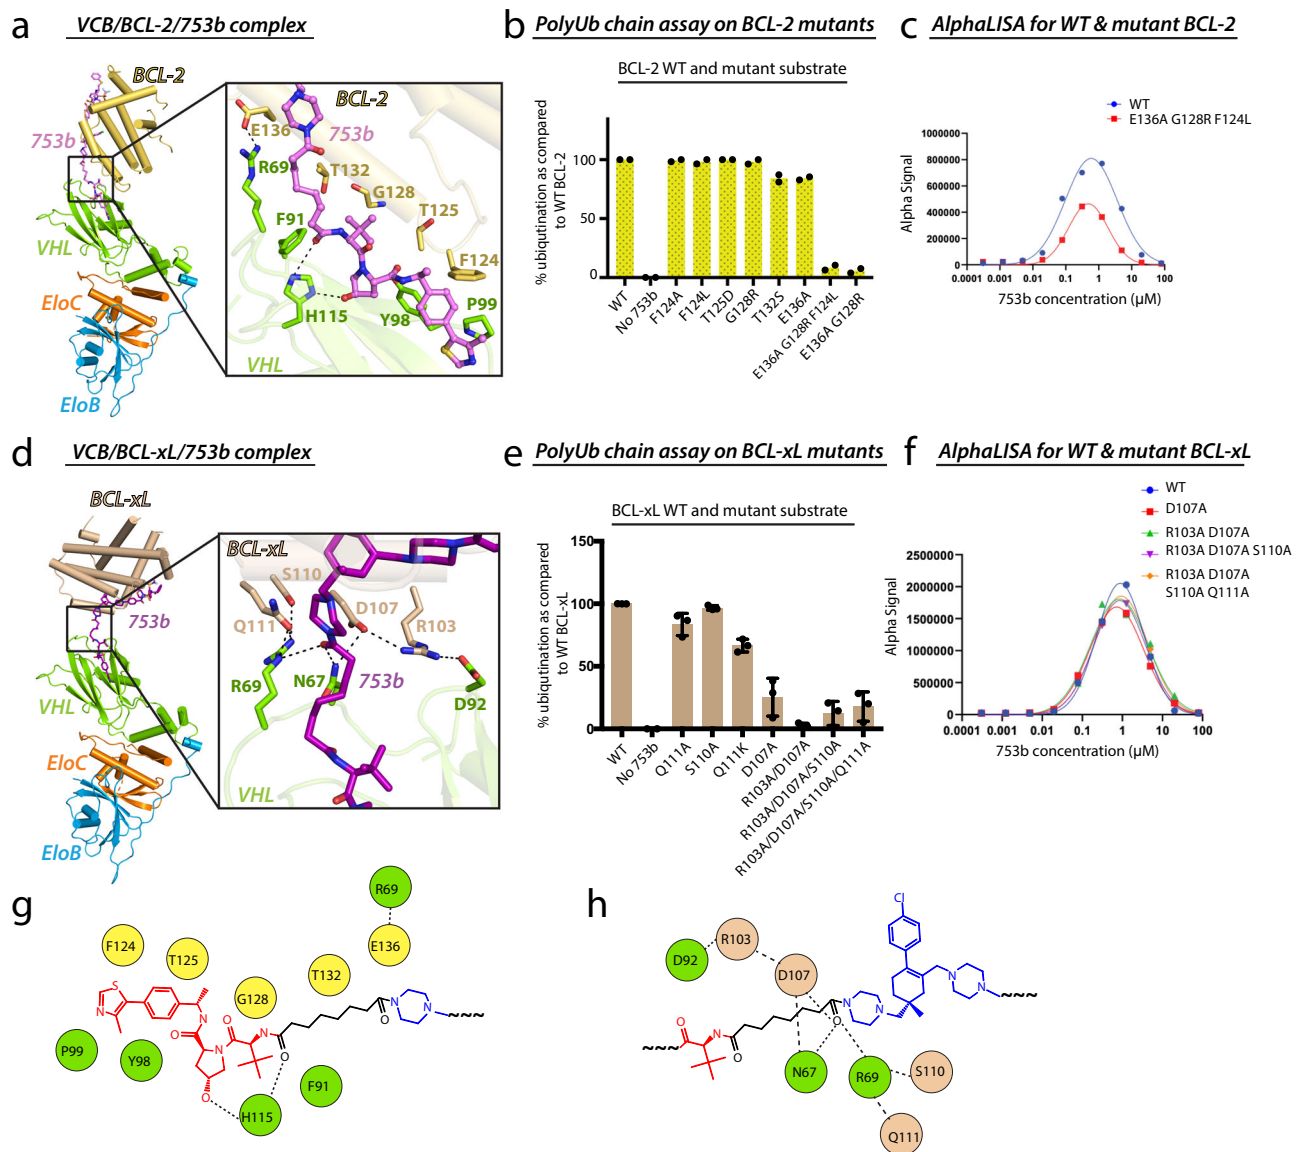 a VCB/BCL-2/753b complex
BCL-2
753b
VHL
EloC
EloB
BCL-2
753b
E136
R69
T132
G128
F91
T125
F124
H115
Y98
P99
VHL
b PolyUb chain assay on BCL-2 mutants
BCL-2 WT and mutant substrate
% ubiqutination as compared
to WT BCL-2
100
50
0
WT
No 753b
F124A
F124L
T125D
G128R
T132S
E136A
E136A G128R F124L
E136A G128R
c AlphaLISA for WT & mutant BCL-2
WT
E136A G128R F124L
Alpha Signal
1000000
800000
600000
400000
200000
0
0.0001 0.001 0.01 0.1 1 10 100
753b concentration (µM)
d VCB/BCL-xL/753b complex
BCL-xL
753b
VHL
EloC
EloB
BCL-xL
S110
Q111
D107
R103
R69
N67
753b
D92
VHL
e PolyUb chain assay on BCL-xL mutants
BCL-xL WT and mutant substrate
% ubiqutination as compared
to WT BCL-xL
150
100
50
0
WT
No 753b
Q111A
S110A
Q111K
D107A
R103A/D107A
R103A/D107A/S110A
R103A/D107A/S110A/Q111A
f AlphaLISA for WT & mutant BCL-xL
WT
D107A
R103A D107A
R103A D107A S110A
R103A D107A
S110A Q111A
Alpha Signal
2500000
2000000
1500000
1000000
500000
0
0.0001 0.001 0.01 0.1 1 10 100
753b concentration (µM)
g
R69
F124
T125
E136
T132
G128
S
N
N
O
P99
Y98
O
N
O
N
N
N
O
O
F91
H115
O
h
Cl
R103
D92
D107
N
N
N
N
O
N
O
O
N67
R69
S110
Q111